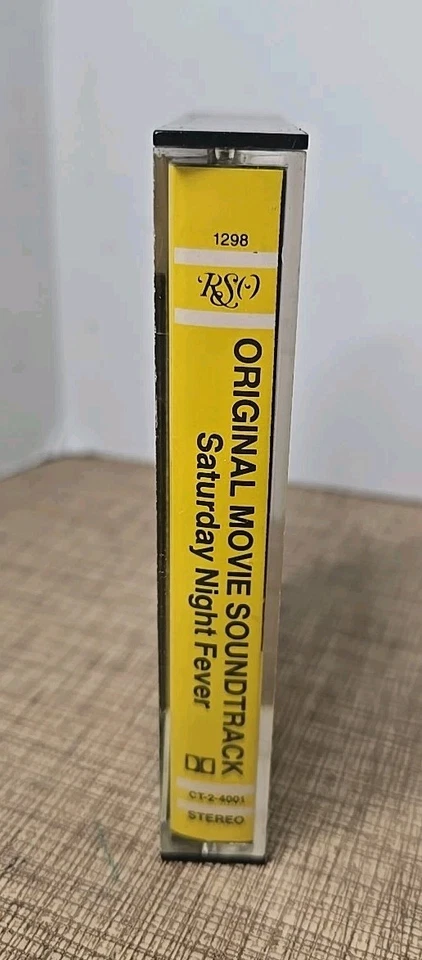 1298
RSO
ORIGINAL MOVIE SOUNDTRACK
Saturday Night Fever
CT-2-4001
STEREO